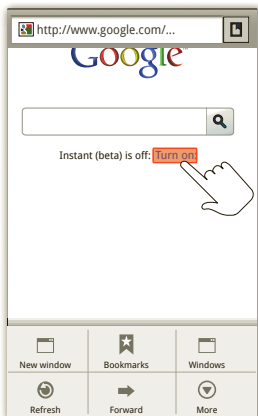 http://www.google.com/...
Google
Instant (beta) is off: Turn on:
New window Bookmarks Windows
Refresh Forward More